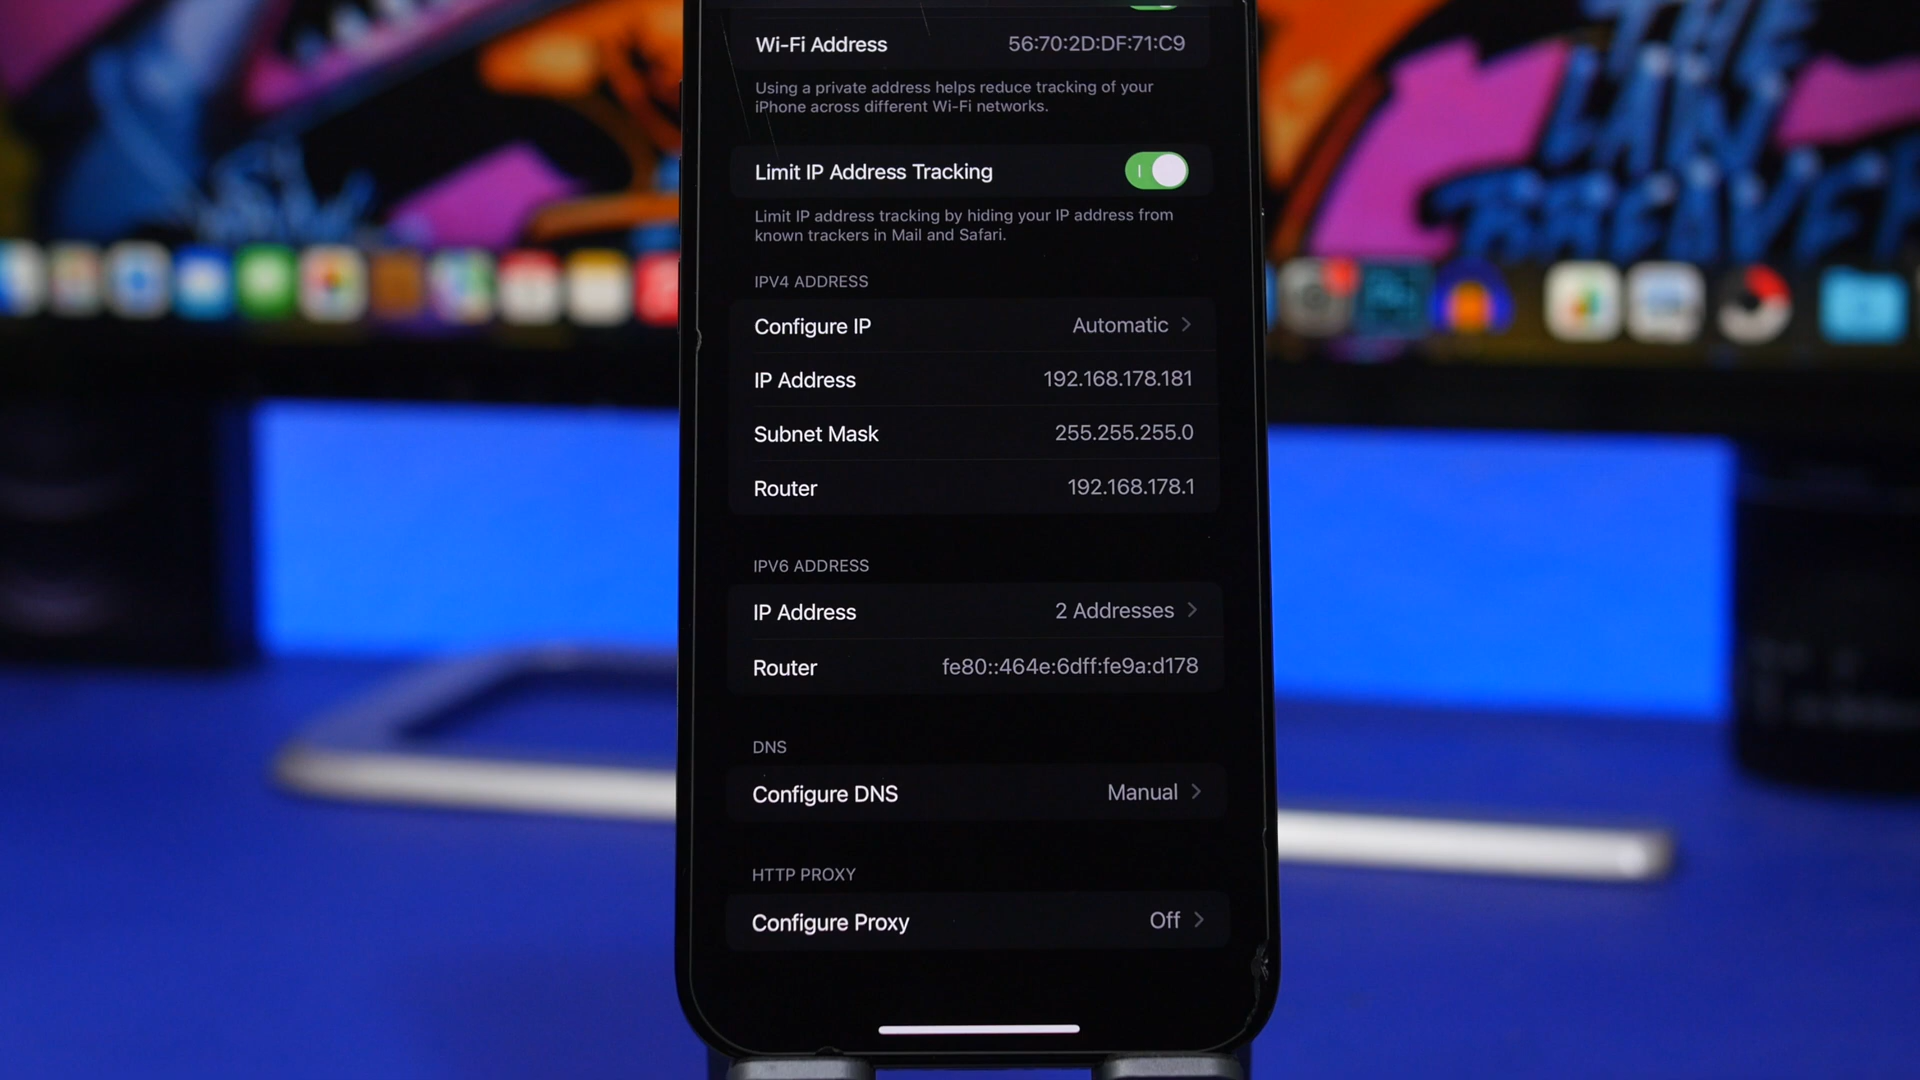 Wi-Fi Address 56:70:2D:DF:71:C9
Using a private address helps reduce tracking of your
iPhone across different Wi-Fi networks.
Limit IP Address Tracking
Limit IP address tracking by hiding your IP address from
known trackers in Mail and Safari.
IPV4 ADDRESS
Configure IP Automatic
IP Address 192.168.178.181
Subnet Mask 255.255.255.0
Router 192.168.178.1
IPV6 ADDRESS
IP Address 2 Addresses
Router fe80::464e:6dff:fe9a:d178
DNS
Configure DNS Manual
HTTP PROXY
Configure Proxy Off
THE
LAW